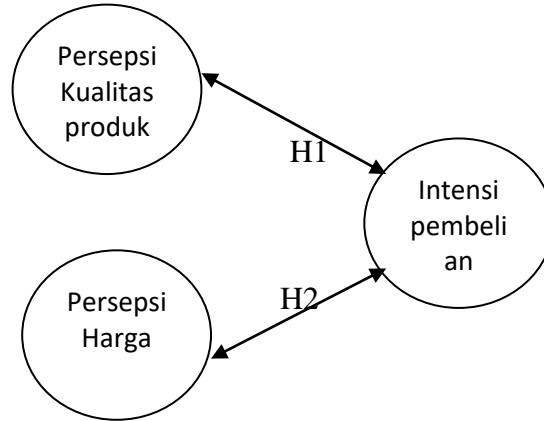 Persepsi
Kualitas
produk
H1
Intensi
pembeli
an
H2
Persepsi
Harga